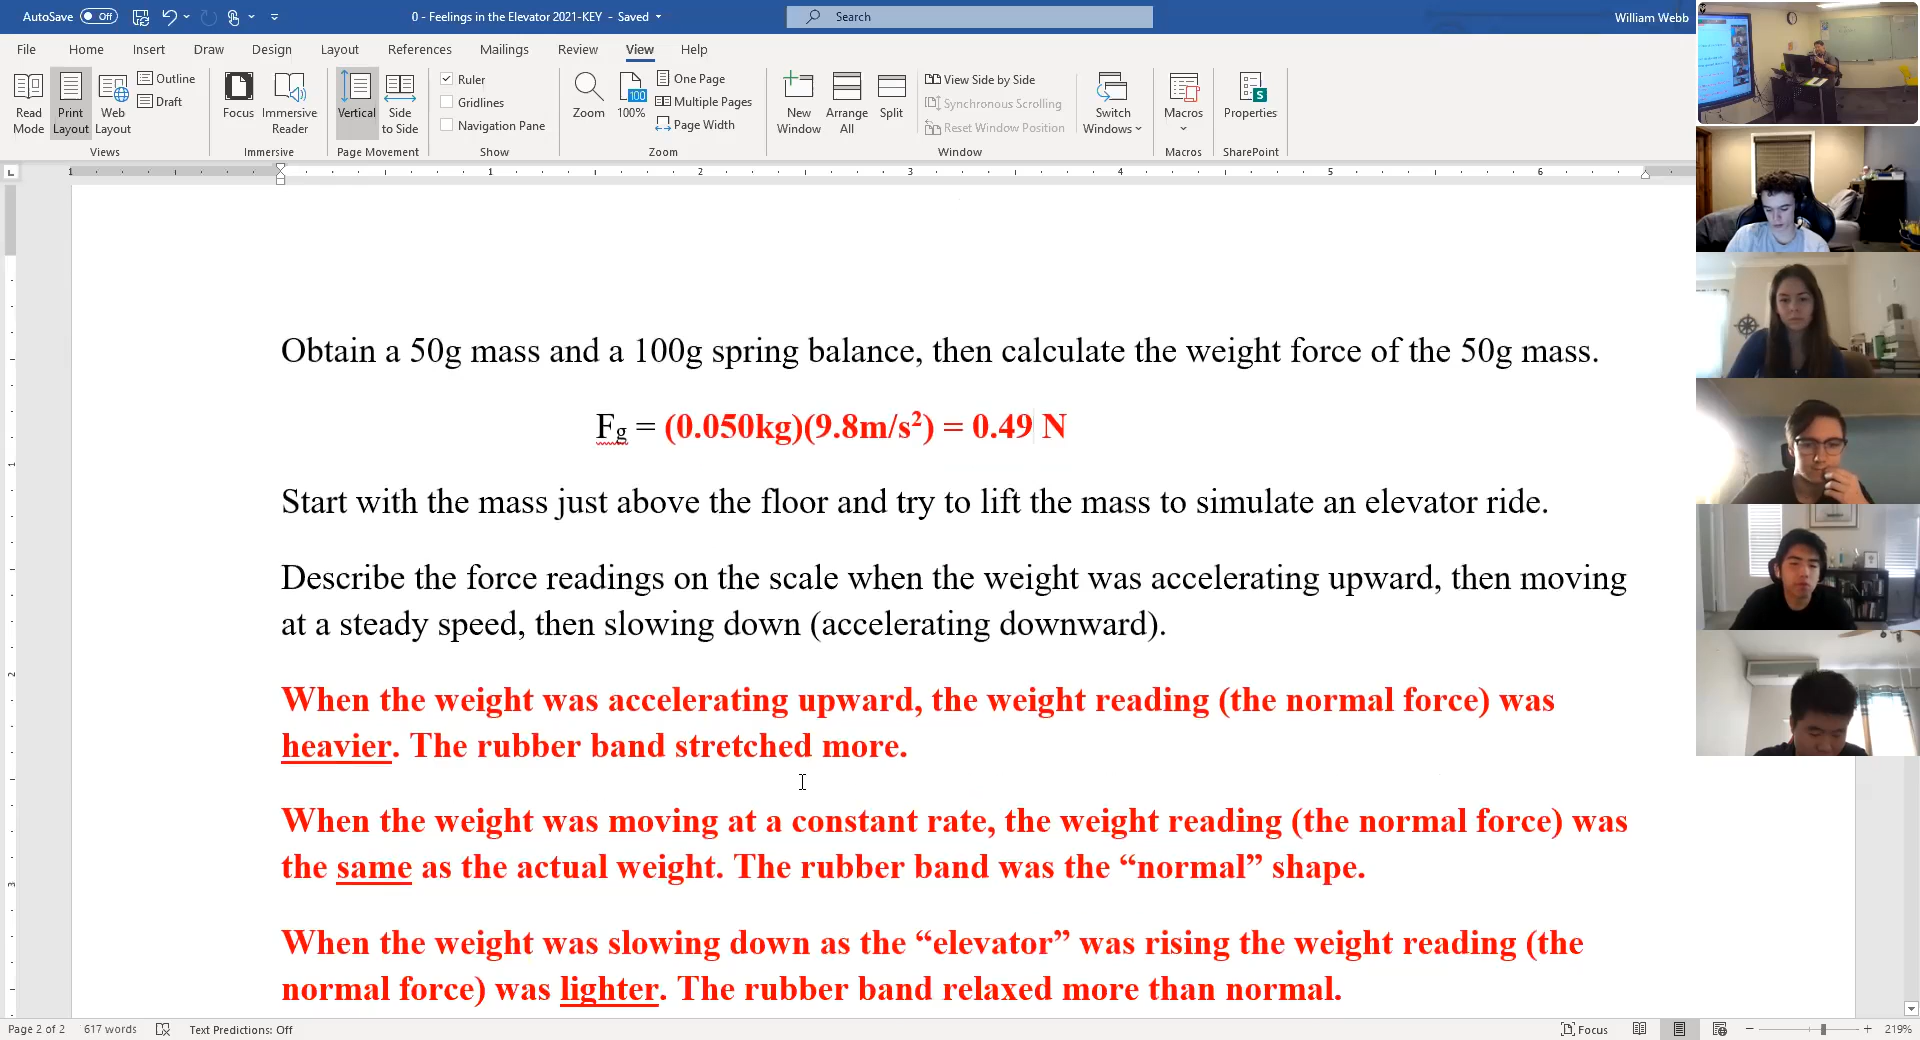 AutoSave Off 0 - Feelings in the Elevator 2021-KEY - Saved Search William Webb
File Home Insert Draw Design Layout References Mailings Review View Help
Read Mode
Print Layout
Web Layout
Outline
Draft
Views
Focus
Immersive Reader
Immersive
Vertical
Side to Side
Page Movement
Ruler
Gridlines
Navigation Pane
Show
Zoom
100
100%
One Page
Multiple Pages
Page Width
Zoom
New Window
Arrange All
Split
View Side by Side
Synchronous Scrolling
Reset Window Position
Switch Windows
Window
Macros
Macros
S
Properties
SharePoint
1 1 2 3 4 5 6
Obtain a 50g mass and a 100g spring balance, then calculate the weight force of the 50g mass.
Fg = (0.050kg)(9.8m/s²) = 0.49 N
Start with the mass just above the floor and try to lift the mass to simulate an elevator ride.
Describe the force readings on the scale when the weight was accelerating upward, then moving
at a steady speed, then slowing down (accelerating downward).
When the weight was accelerating upward, the weight reading (the normal force) was
heavier. The rubber band stretched more.
When the weight was moving at a constant rate, the weight reading (the normal force) was
the same as the actual weight. The rubber band was the “normal” shape.
When the weight was slowing down as the “elevator” was rising the weight reading (the
normal force) was lighter. The rubber band relaxed more than normal.
1
2
3
Page 2 of 2 617 words Text Predictions: Off Focus 219%